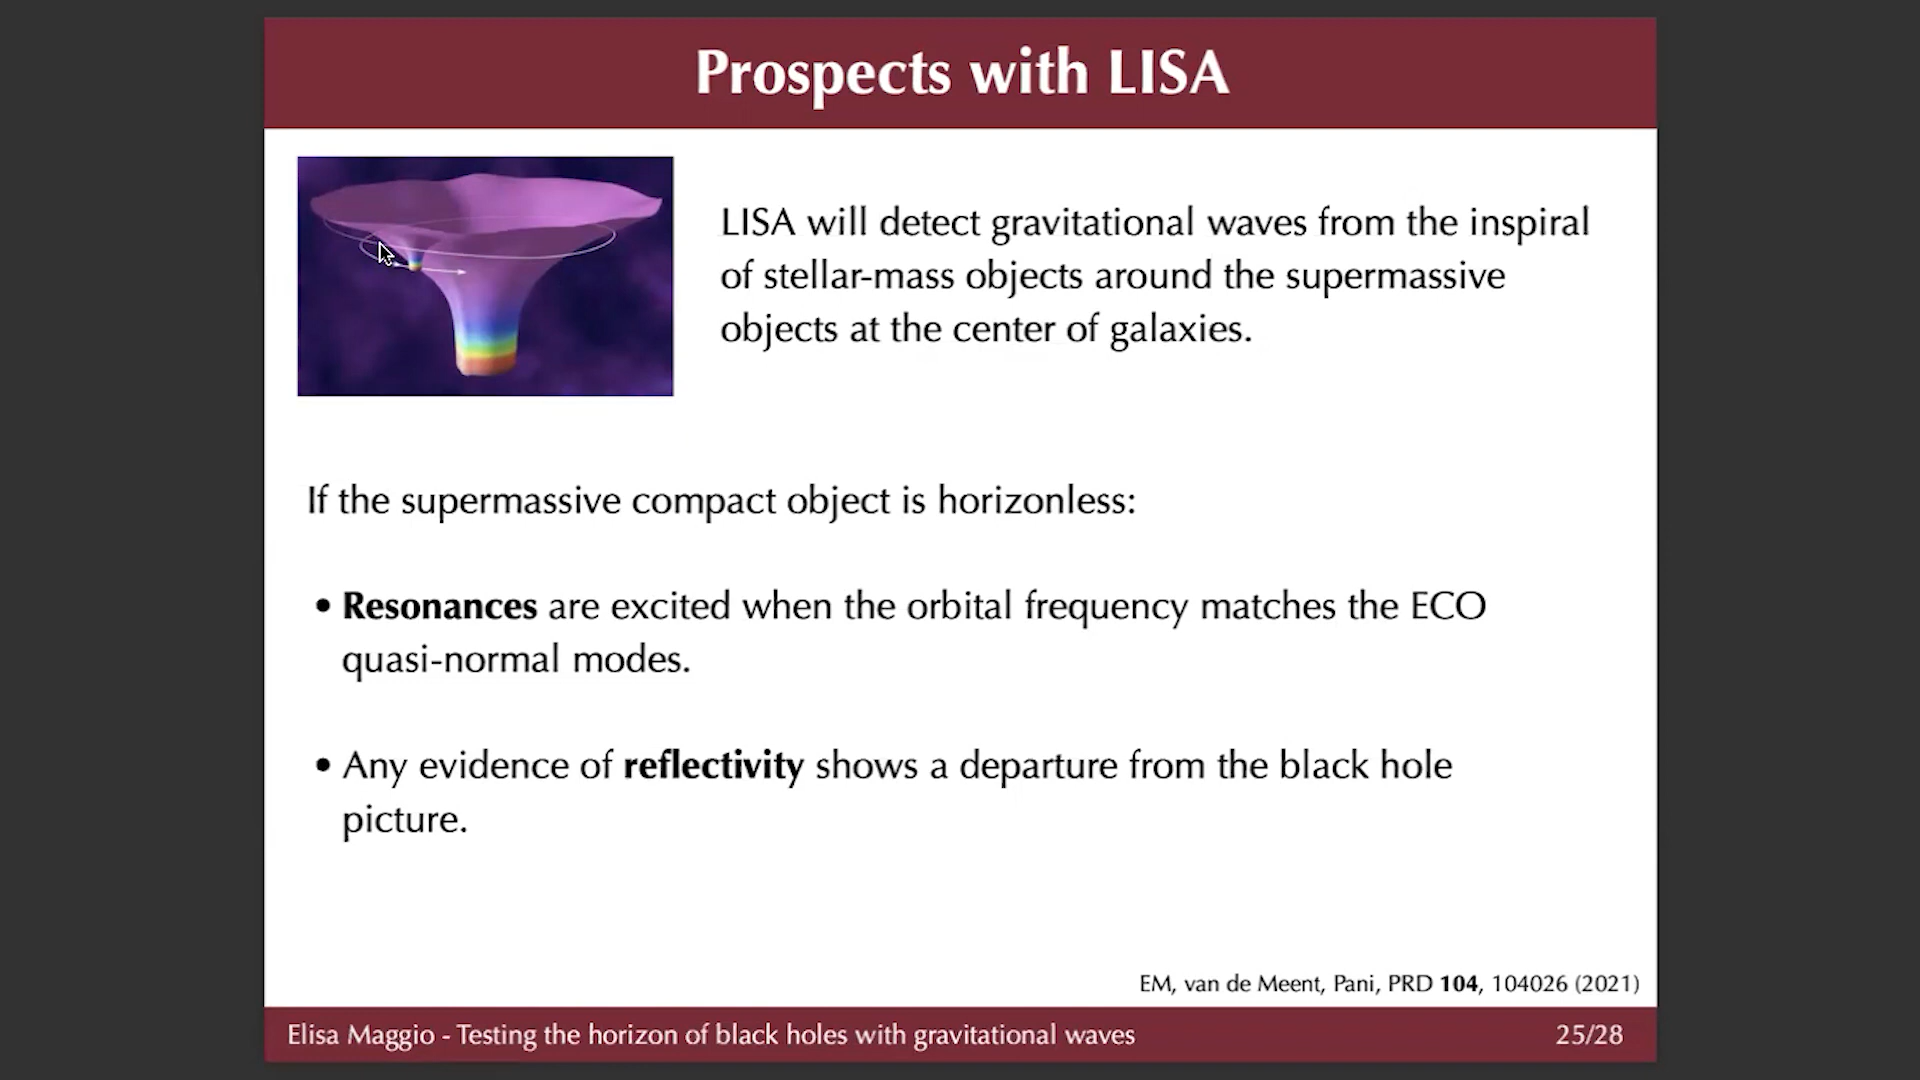 Prospects with LISA
LISA will detect gravitational waves from the inspiral
of stellar-mass objects around the supermassive
objects at the center of galaxies.
If the supermassive compact object is horizonless:
• Resonances are excited when the orbital frequency matches the ECO
quasi-normal modes.
• Any evidence of reflectivity shows a departure from the black hole
picture.
EM, van de Meent, Pani, PRD 104, 104026 (2021)
Elisa Maggio - Testing the horizon of black holes with gravitational waves
25/28